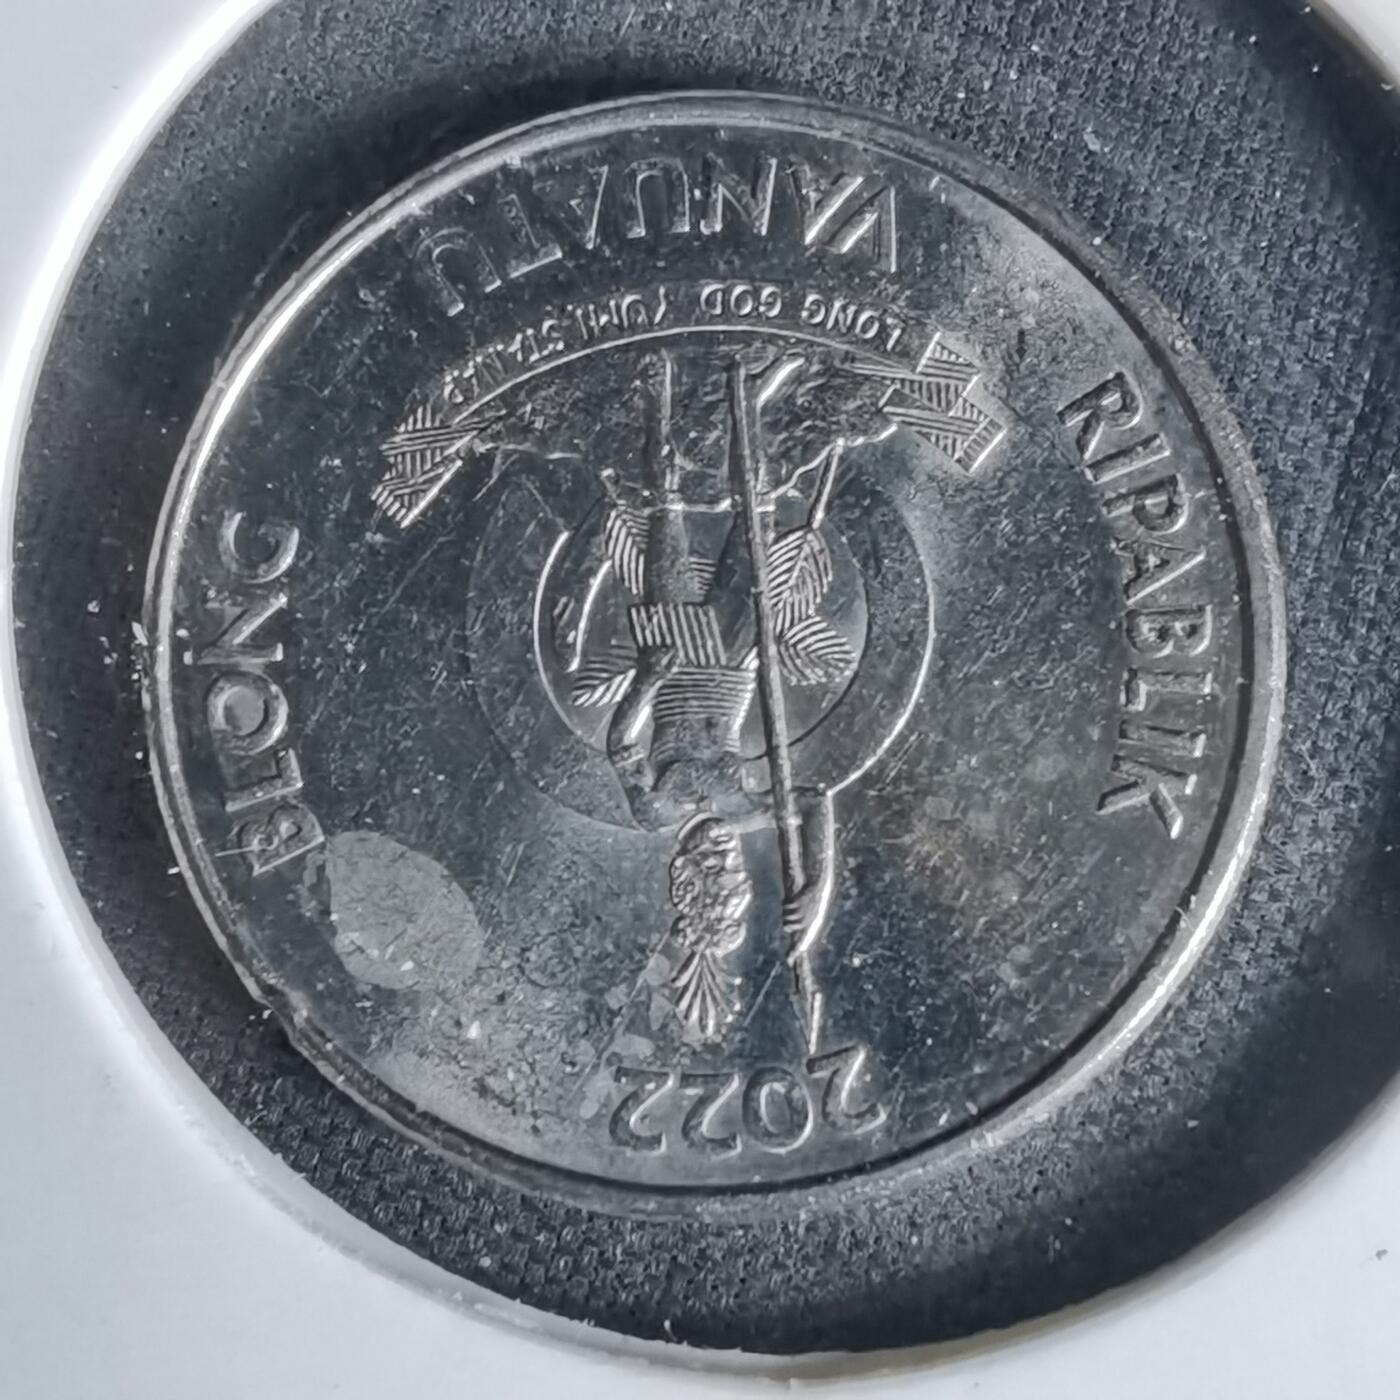 RIPABLIK
BLONG
VANUATU
LONG GOD YUMI STANAP
2022